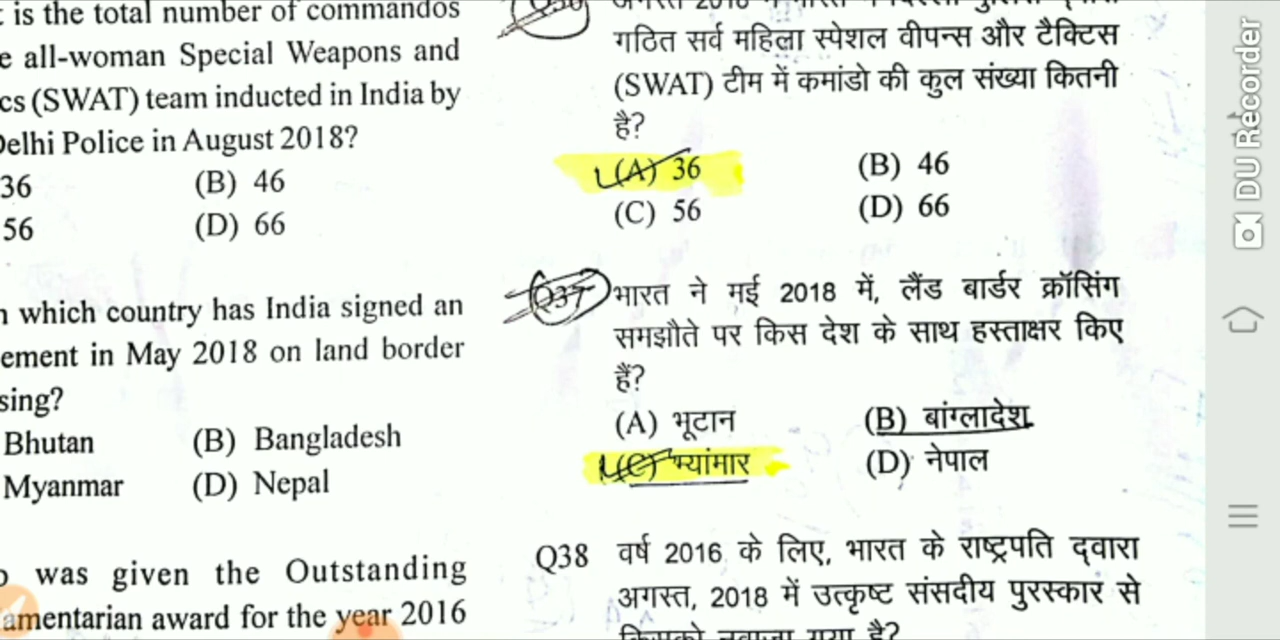 is the total number of commandos
all-woman Special Weapons and
cs (SWAT) team inducted in India by
Delhi Police in August 2018?
36 (B) 46
56 (D) 66
which country has India signed an
ement in May 2018 on land border
sing?
Bhutan (B) Bangladesh
Myanmar (D) Nepal
was given the Outstanding
amentarian award for the year 2016
गठित सर्व महिला स्पेशल वीपन्स और टैक्टिस
(SWAT) टीम में कमांडो की कुल संख्या कितनी
है?
(A) 36 (B) 46
(C) 56 (D) 66
Q37 भारत ने मई 2018 में, लैंड बार्डर क्रॉसिंग
समझौते पर किस देश के साथ हस्ताक्षर किए
हैं?
(A) भूटान (B) बांग्लादेश
(C) म्यांमार (D) नेपाल
Q38 वर्ष 2016 के लिए, भारत के राष्ट्रपति द्वारा
अगस्त, 2018 में उत्कृष्ट संसदीय पुरस्कार से
किसको नवाजा गया है?
DU Recorder